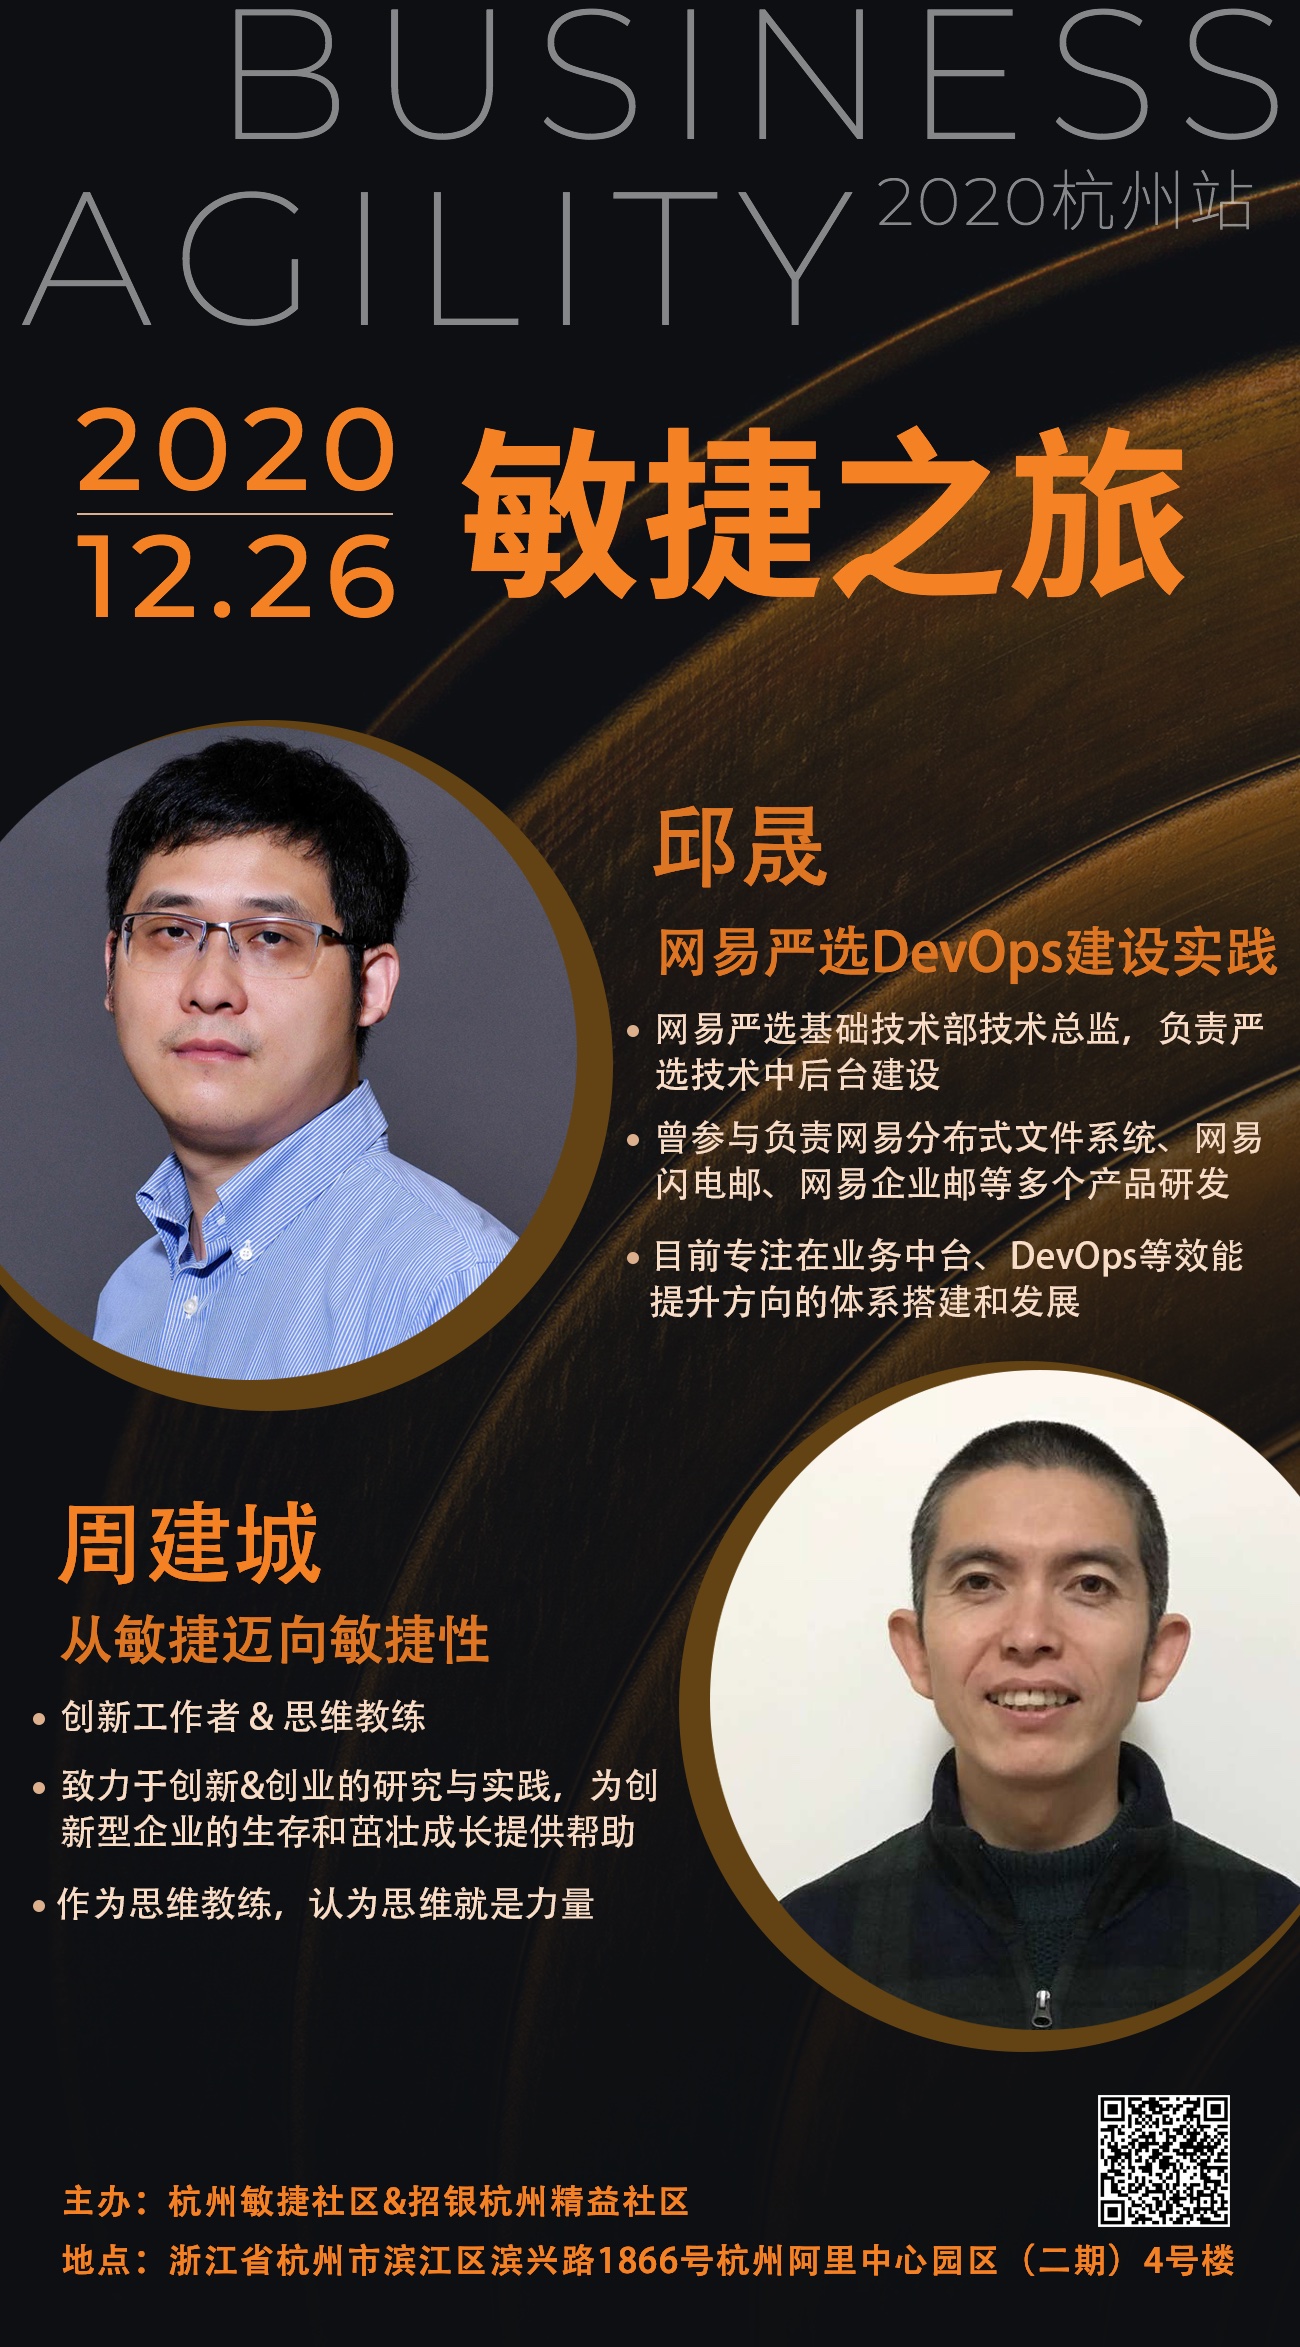 BUSINESS
AGILITY 2020杭州站
2020
12.26
敏捷之旅
邱晟
网易严选DevOps建设实践
• 网易严选基础技术部技术总监，负责严
选技术中后台建设
• 曾参与负责网易分布式文件系统、网易
闪电邮、网易企业邮等多个产品研发
• 目前专注在业务中台、DevOps等效能
提升方向的体系搭建和发展
周建城
从敏捷迈向敏捷性
• 创新工作者 & 思维教练
• 致力于创新&创业的研究与实践，为创
新型企业的生存和茁壮成长提供帮助
• 作为思维教练，认为思维就是力量
主办：杭州敏捷社区&招银杭州精益社区
地点：浙江省杭州市滨江区滨兴路1866号杭州阿里中心园区（二期）4号楼